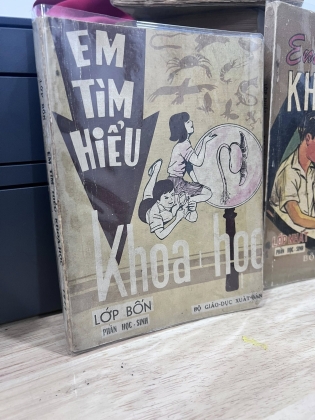 EM
TÌM
HIỂU
Khoa học
LỚP BỐN
PHẦN HỌC-SINH
BỘ GIÁO-DỤC XUẤT-BẢN
KH